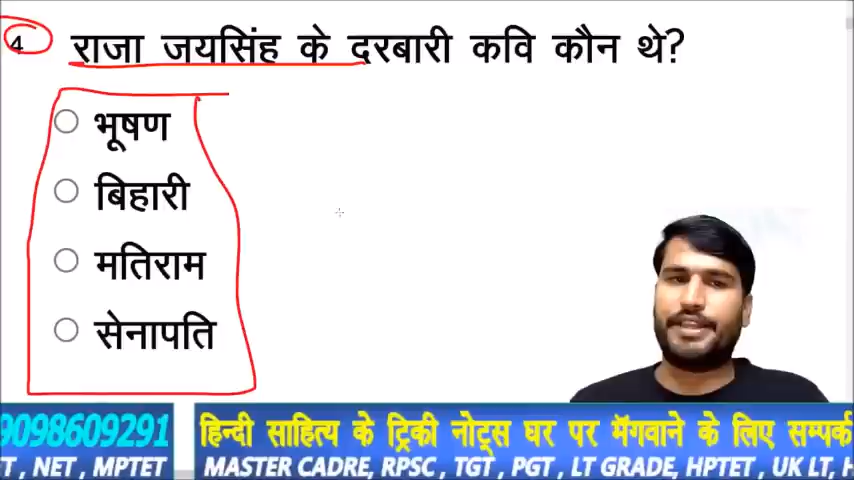 4 राजा जयसिंह के दरबारी कवि कौन थे?
भूषण
बिहारी
मतिराम
सेनापति
9098609291 हिन्दी साहित्य के ट्रिकी नोट्स घर पर मॅगवाने के लिए सम्पर्क
T , NET , MPTET MASTER CADRE, RPSC , TGT , PGT , LT GRADE, HPTET , UK LT, H